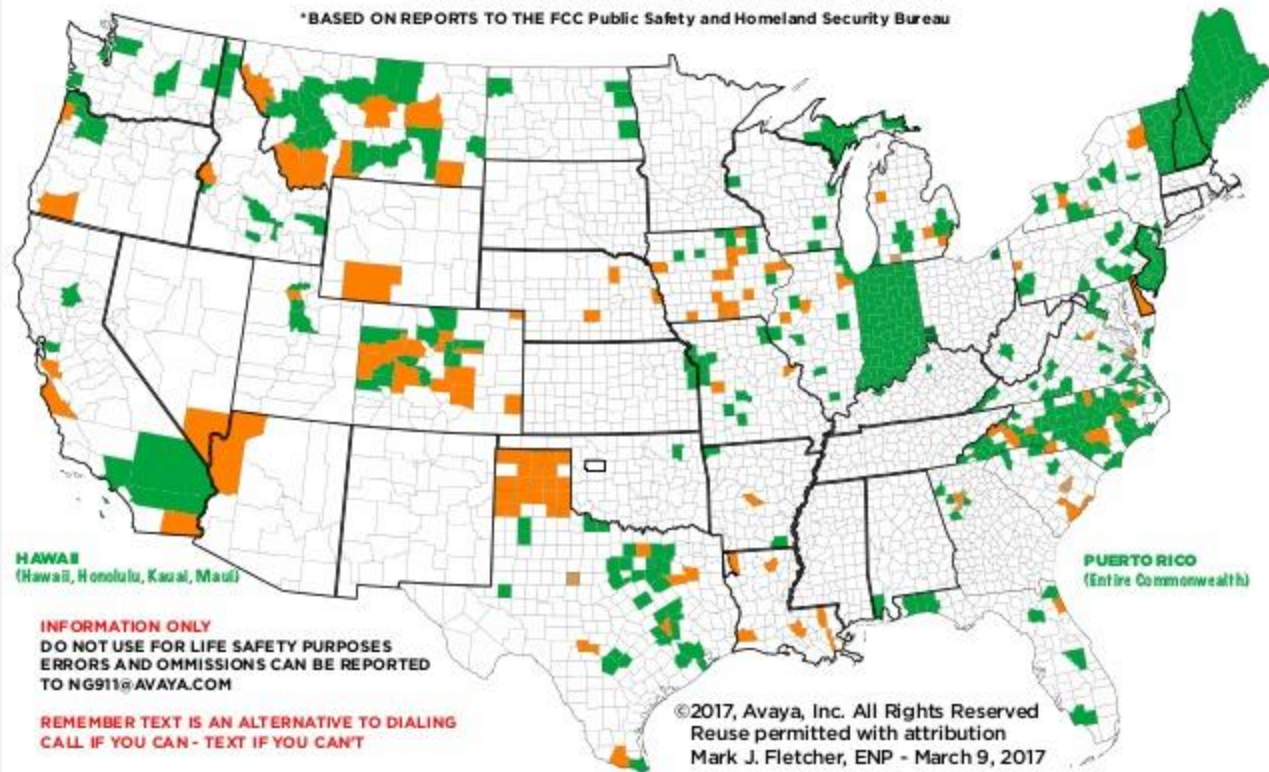 *BASED ON REPORTS TO THE FCC Public Safety and Homeland Security Bureau
HAWAII
(Hawaii, Honolulu, Kauai, Maui)
PUERTO RICO
(Entire Commonwealth)
INFORMATION ONLY
DO NOT USE FOR LIFE SAFETY PURPOSES
ERRORS AND OMMISSIONS CAN BE REPORTED
TO NG911@AVAYA.COM
REMEMBER TEXT IS AN ALTERNATIVE TO DIALING
CALL IF YOU CAN - TEXT IF YOU CAN'T
©2017, Avaya, Inc. All Rights Reserved
Reuse permitted with attribution
Mark J. Fletcher, ENP - March 9, 2017